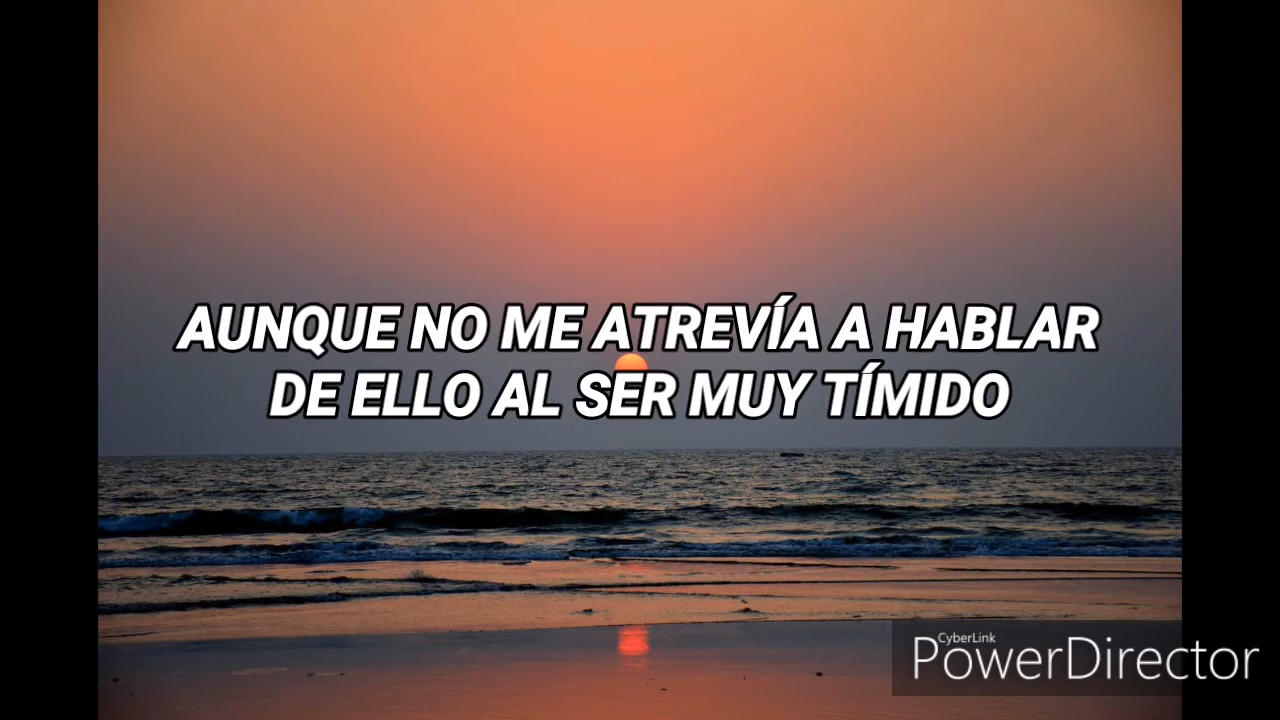 AUNQUE NO ME ATREVÍA A HABLAR
DE ELLO AL SER MUY TÍMIDO
CyberLink
PowerDirector